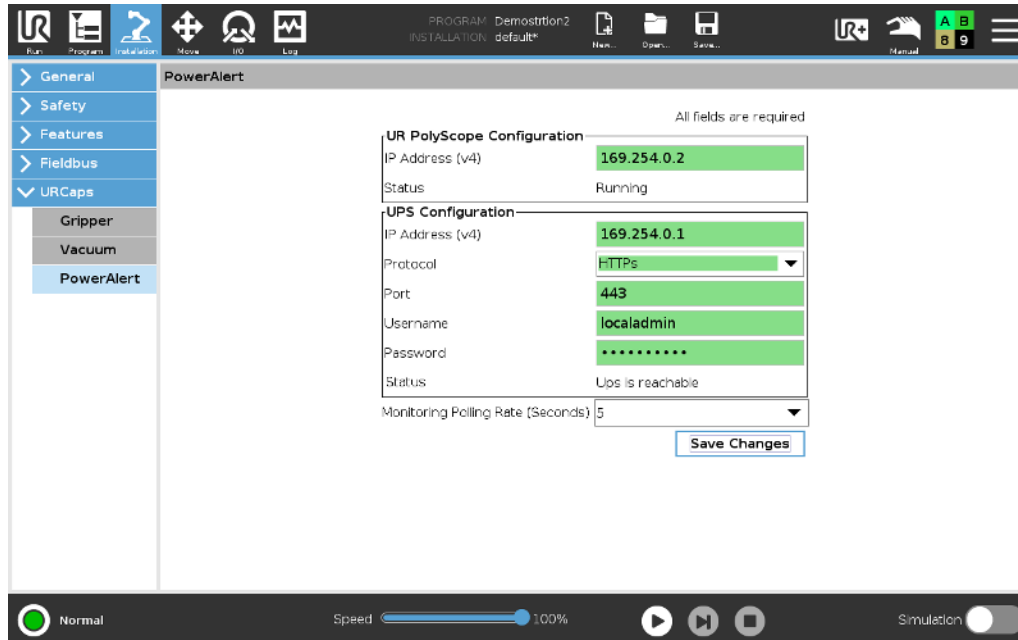 PROGRAM Demostrtion2
INSTALLATION default*
Run Program Installation Move I/O Log New... Open... Save... UR+ Manual A B 8 9
General
PowerAlert
Safety
Features
Fieldbus
URCaps
Gripper
Vacuum
PowerAlert
All fields are required
UR PolyScope Configuration
IP Address (v4) 169.254.0.2
Status Running
UPS Configuration
IP Address (v4) 169.254.0.1
Protocol HTTPs
Port 443
Username localadmin
Password ••••••••••
Status Ups is reachable
Monitoring Polling Rate (Seconds) 5
Save Changes
Normal Speed 100% Simulation